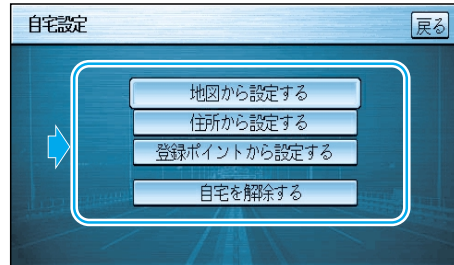 自宅設定
戻る
地図から設定する
住所から設定する
登録ポイントから設定する
自宅を解除する